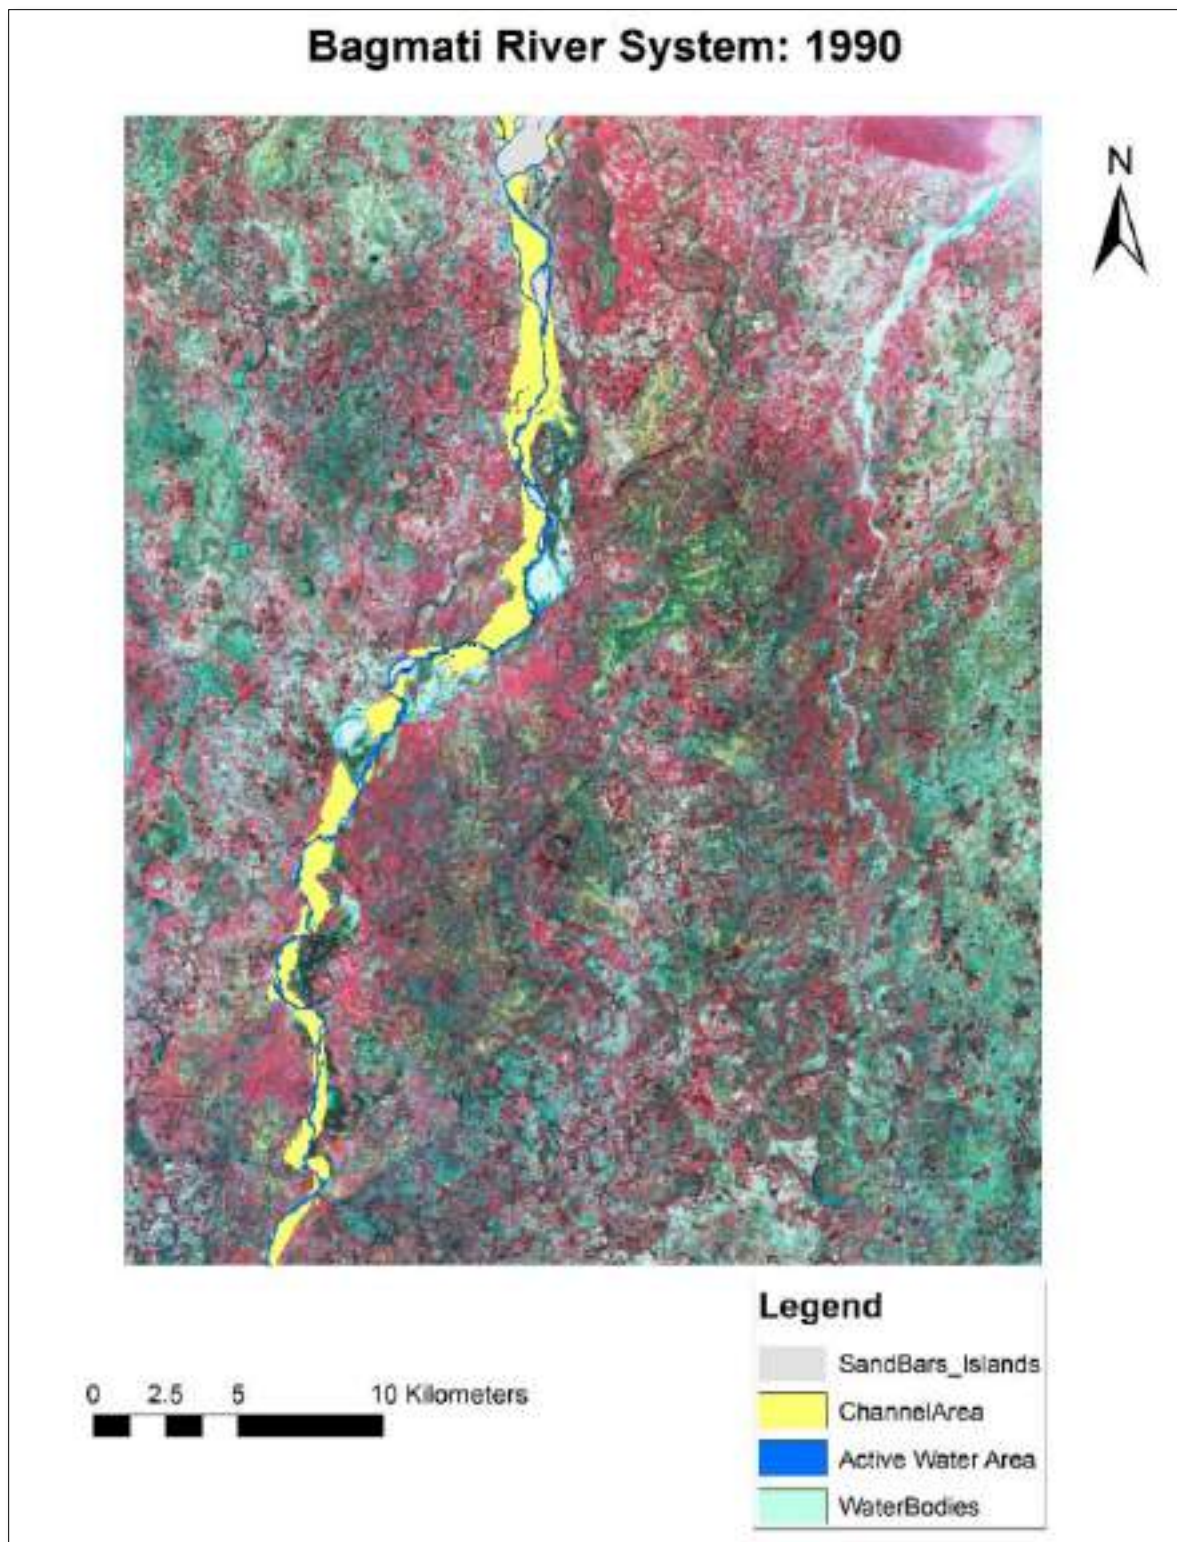 Bagmati River System: 1990
N
Legend
SandBars_Islands
ChannelArea
Active Water Area
WaterBodies
0 2.5 5 10 Kilometers